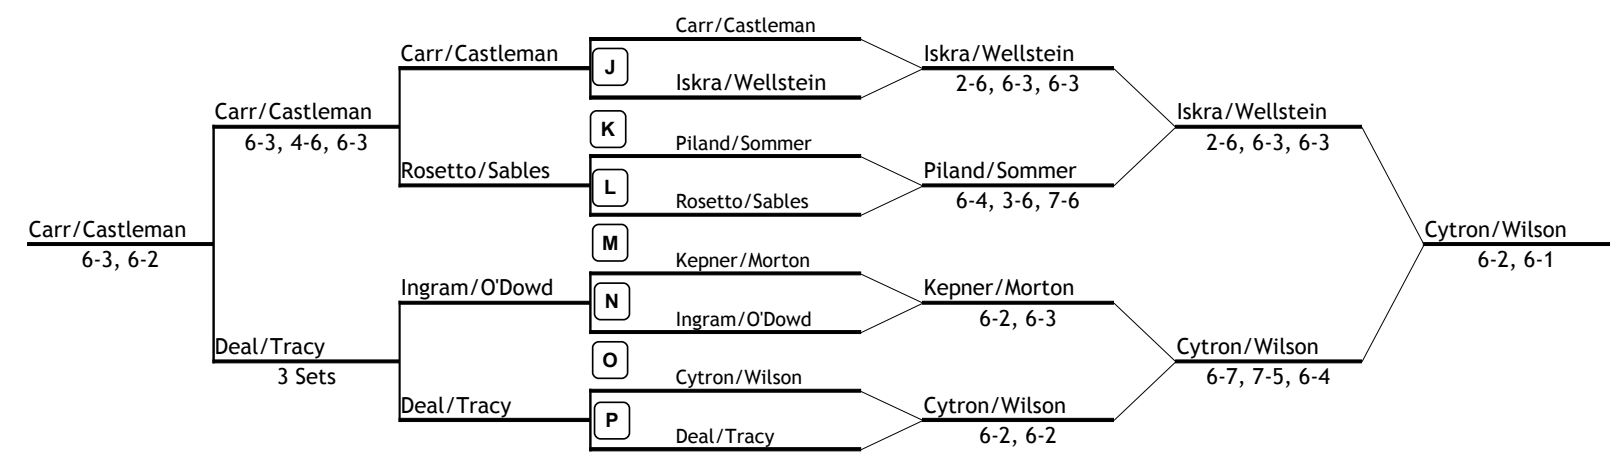 Carr/Castleman
Carr/Castleman
J
Iskra/Wellstein
Iskra/Wellstein
2-6, 6-3, 6-3
Carr/Castleman
6-3, 4-6, 6-3
K
Iskra/Wellstein
2-6, 6-3, 6-3
Piland/Sommer
Rosetto/Sables
L
Piland/Sommer
6-4, 3-6, 7-6
Rosetto/Sables
Carr/Castleman
6-3, 6-2
M
Cytron/Wilson
6-2, 6-1
Kepner/Morton
Ingram/O'Dowd
N
Kepner/Morton
6-2, 6-3
Ingram/O'Dowd
Deal/Tracy
3 Sets
O
Cytron/Wilson
6-7, 7-5, 6-4
Cytron/Wilson
Deal/Tracy
P
Cytron/Wilson
6-2, 6-2
Deal/Tracy